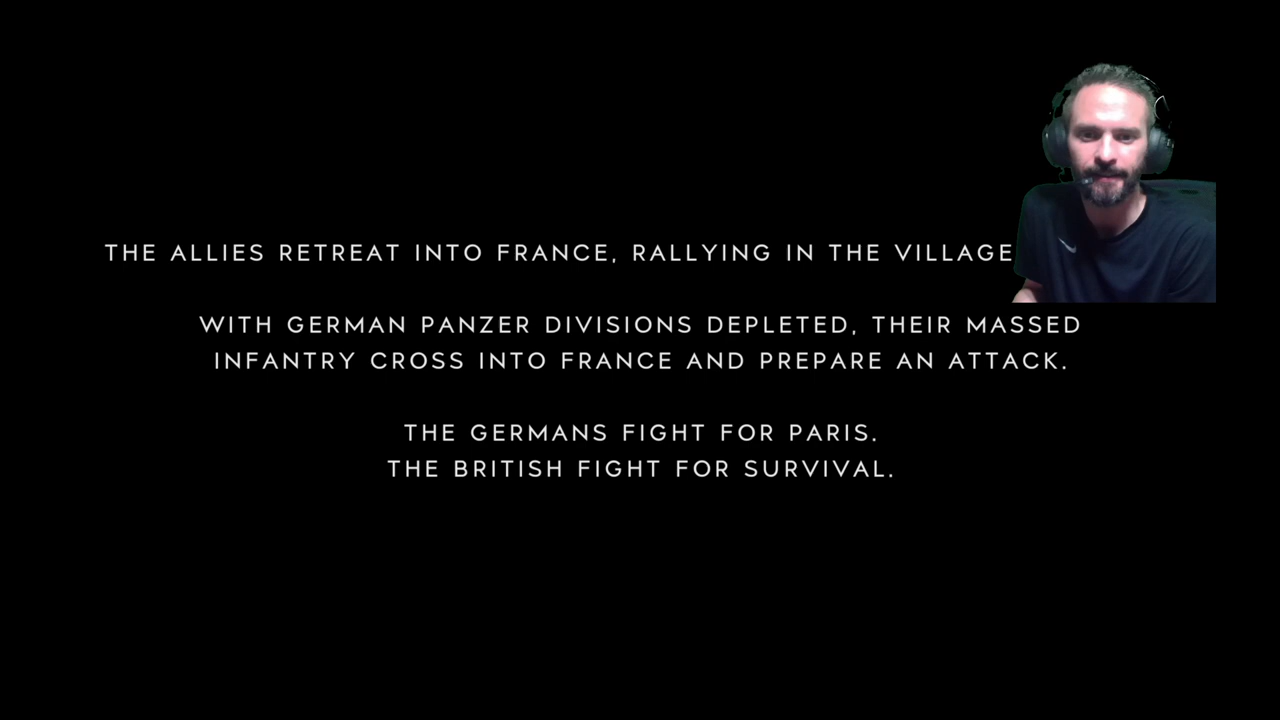 THE ALLIES RETREAT INTO FRANCE, RALLYING IN THE VILLAGE
WITH GERMAN PANZER DIVISIONS DEPLETED, THEIR MASSED
INFANTRY CROSS INTO FRANCE AND PREPARE AN ATTACK.
THE GERMANS FIGHT FOR PARIS.
THE BRITISH FIGHT FOR SURVIVAL.